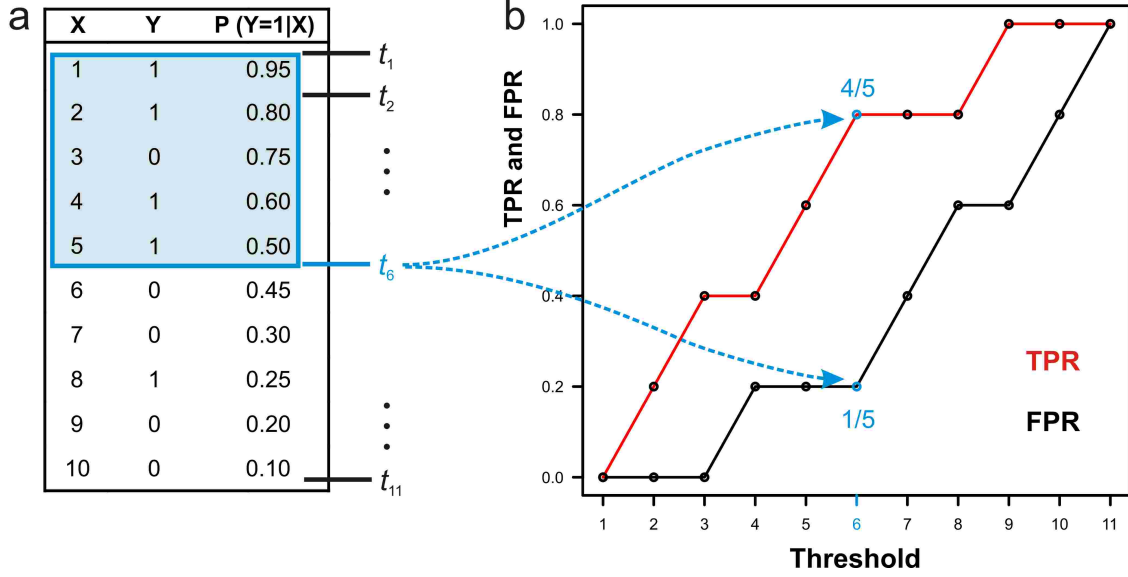 a
X Y P (Y=1|X)
1 1 0.95
2 1 0.80
3 0 0.75
4 1 0.60
5 1 0.50
6 0 0.45
7 0 0.30
8 1 0.25
9 0 0.20
10 0 0.10
t1
t2
t6
t11
b
TPR and FPR
1.0
0.8
0.6
0.4
0.2
0.0
4/5
1/5
TPR
FPR
1 2 3 4 5 6 7 8 9 10 11
Threshold